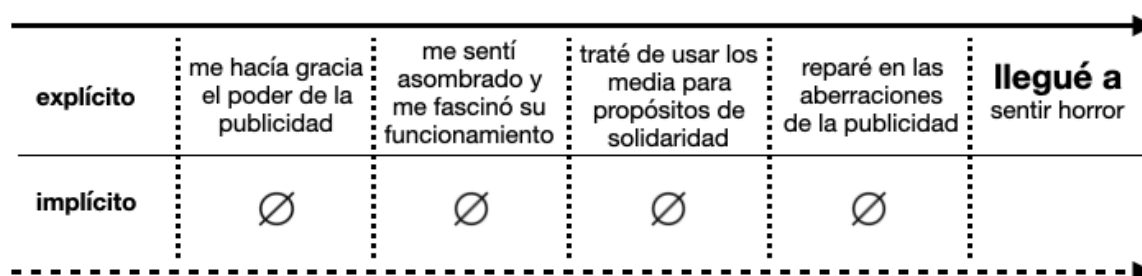 explícito
me hacía gracia
el poder de la
publicidad
me sentí
asombrado y
me fascinó su
funcionamiento
traté de usar los
media para
propósitos de
solidaridad
reparé en las
aberraciones
de la publicidad
llegué a
sentir horror
implícito
∅
∅
∅
∅